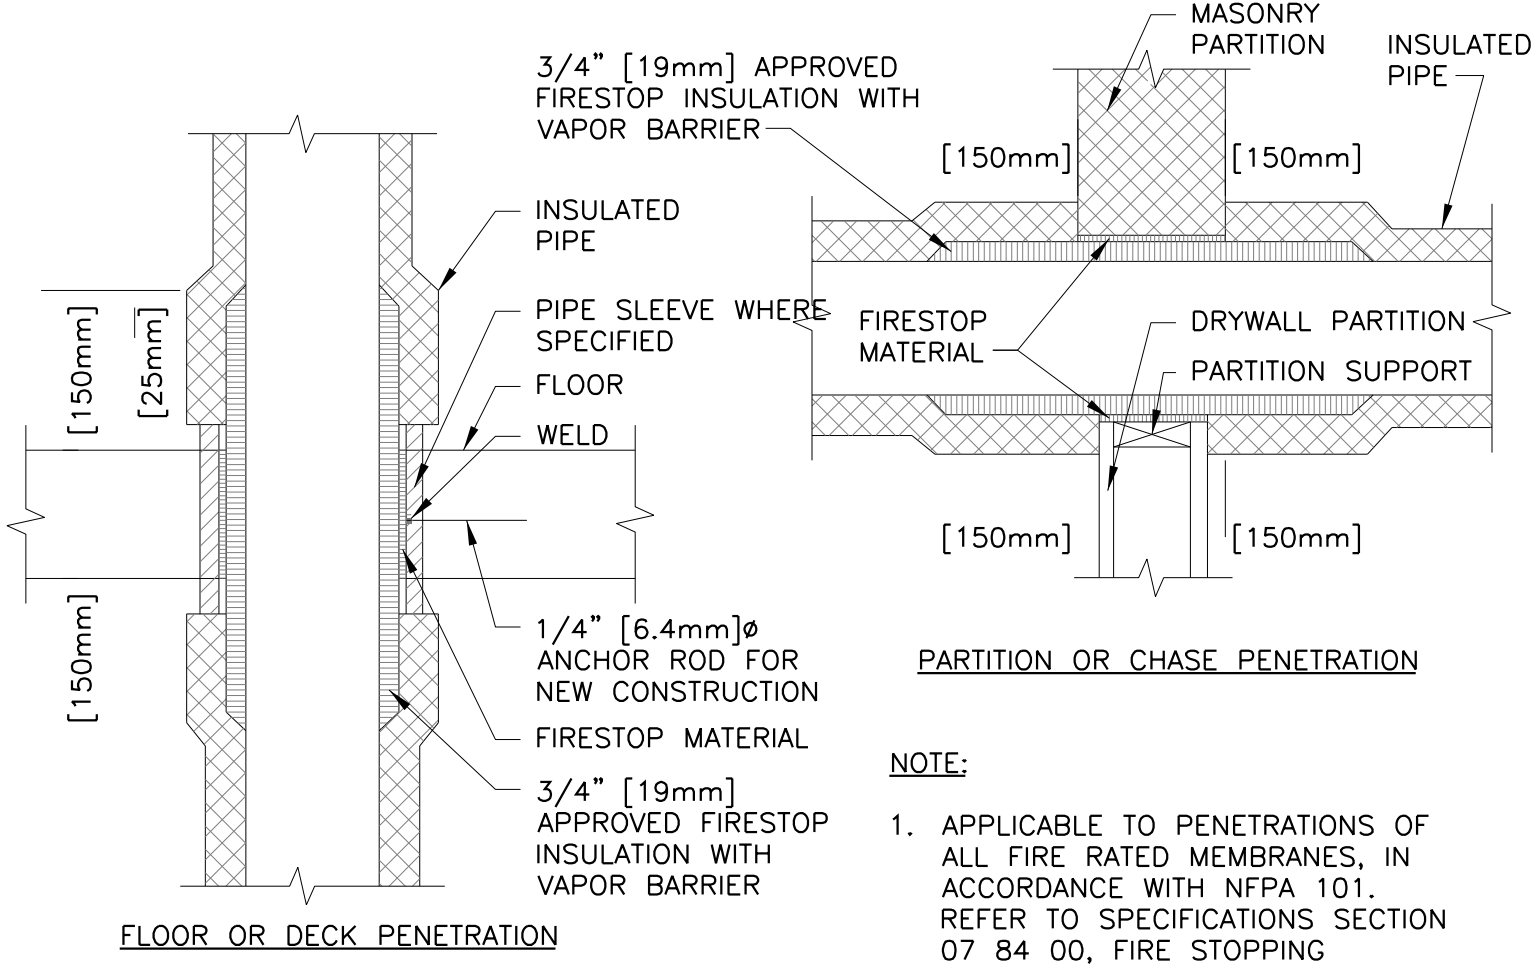 3/4" [19mm] APPROVED
FIRESTOP INSULATION WITH
VAPOR BARRIER
INSULATED
PIPE
PIPE SLEEVE WHERE
SPECIFIED
FLOOR
WELD
[150mm]
[25mm]
[150mm]
1/4" [6.4mm]ø
ANCHOR ROD FOR
NEW CONSTRUCTION
FIRESTOP MATERIAL
3/4" [19mm]
APPROVED FIRESTOP
INSULATION WITH
VAPOR BARRIER
FLOOR OR DECK PENETRATION
MASONRY
PARTITION
INSULATED
PIPE
[150mm]
[150mm]
FIRESTOP
MATERIAL
DRYWALL PARTITION
PARTITION SUPPORT
[150mm]
[150mm]
PARTITION OR CHASE PENETRATION
NOTE:
1. APPLICABLE TO PENETRATIONS OF
ALL FIRE RATED MEMBRANES, IN
ACCORDANCE WITH NFPA 101.
REFER TO SPECIFICATIONS SECTION
07 84 00, FIRE STOPPING